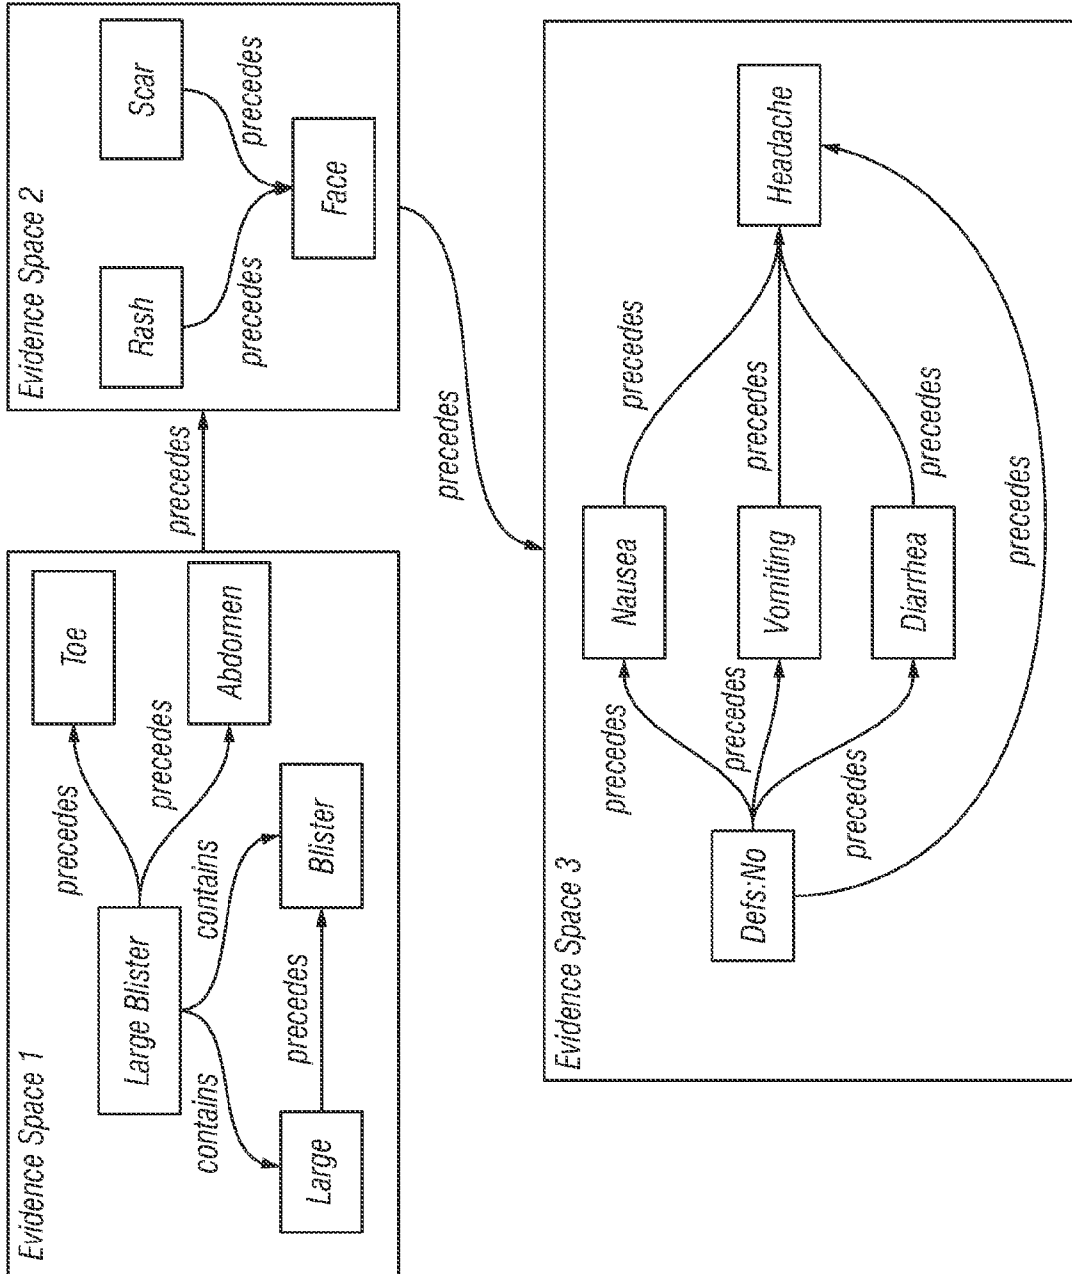 Evidence Space 1
Large Blister
precedes
Toe
precedes
Abdomen
contains
contains
Large
precedes
Blister
precedes
Evidence Space 2
Rash
Scar
precedes
precedes
Face
precedes
Evidence Space 3
Defs:No
precedes
precedes
precedes
Nausea
Vomiting
Diarrhea
precedes
precedes
precedes
Headache
precedes